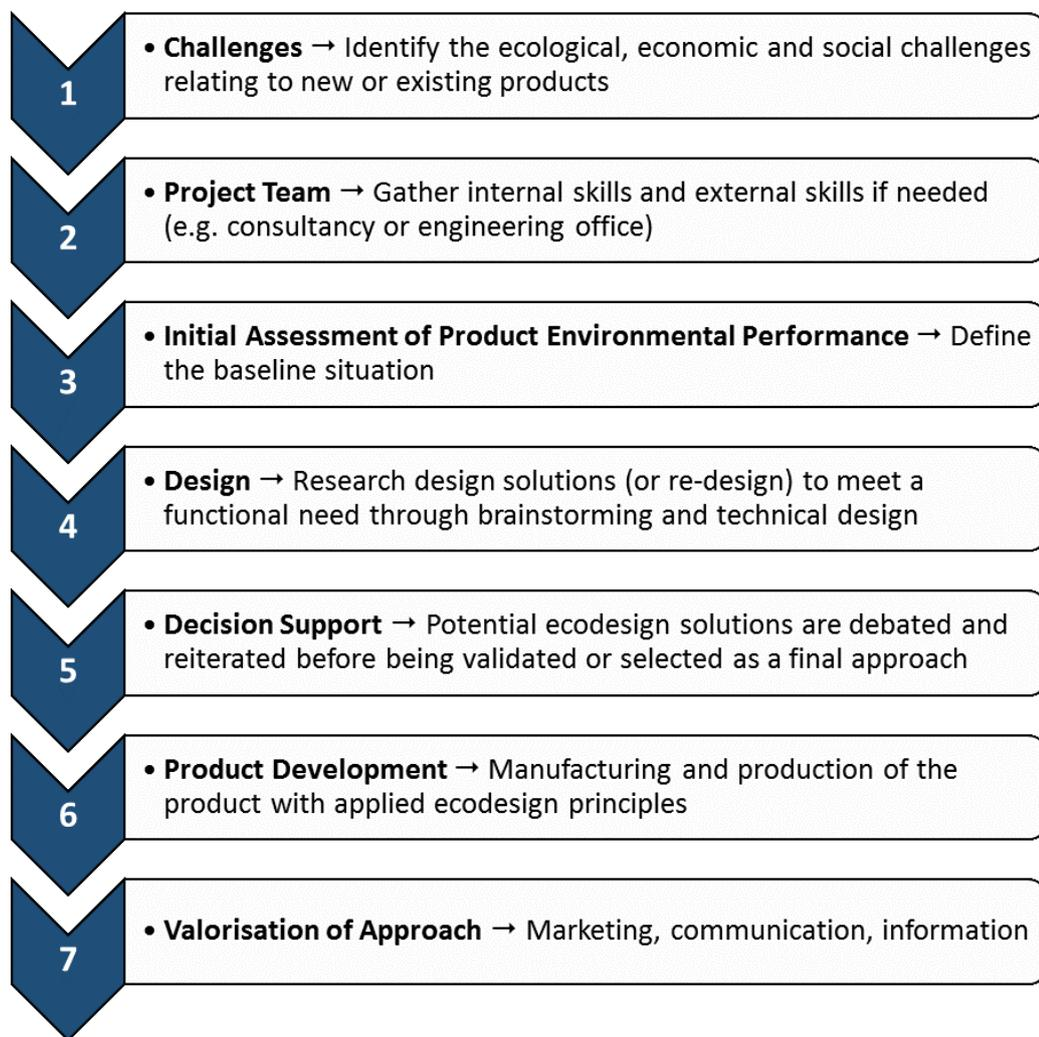 1
• Challenges → Identify the ecological, economic and social challenges
relating to new or existing products
2
• Project Team → Gather internal skills and external skills if needed
(e.g. consultancy or engineering office)
3
• Initial Assessment of Product Environmental Performance → Define
the baseline situation
4
• Design → Research design solutions (or re-design) to meet a
functional need through brainstorming and technical design
5
• Decision Support → Potential ecodesign solutions are debated and
reiterated before being validated or selected as a final approach
6
• Product Development → Manufacturing and production of the
product with applied ecodesign principles
7
• Valorisation of Approach → Marketing, communication, information